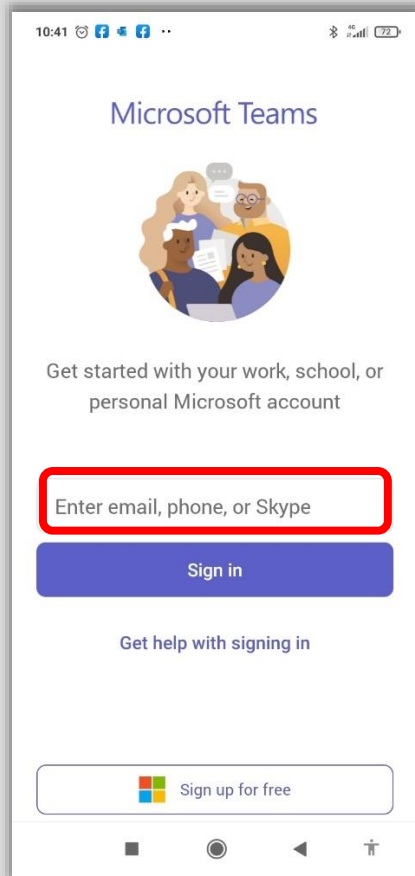 10:41
4G
72
Microsoft Teams
Get started with your work, school, or
personal Microsoft account
Enter email, phone, or Skype
Sign in
Get help with signing in
Sign up for free